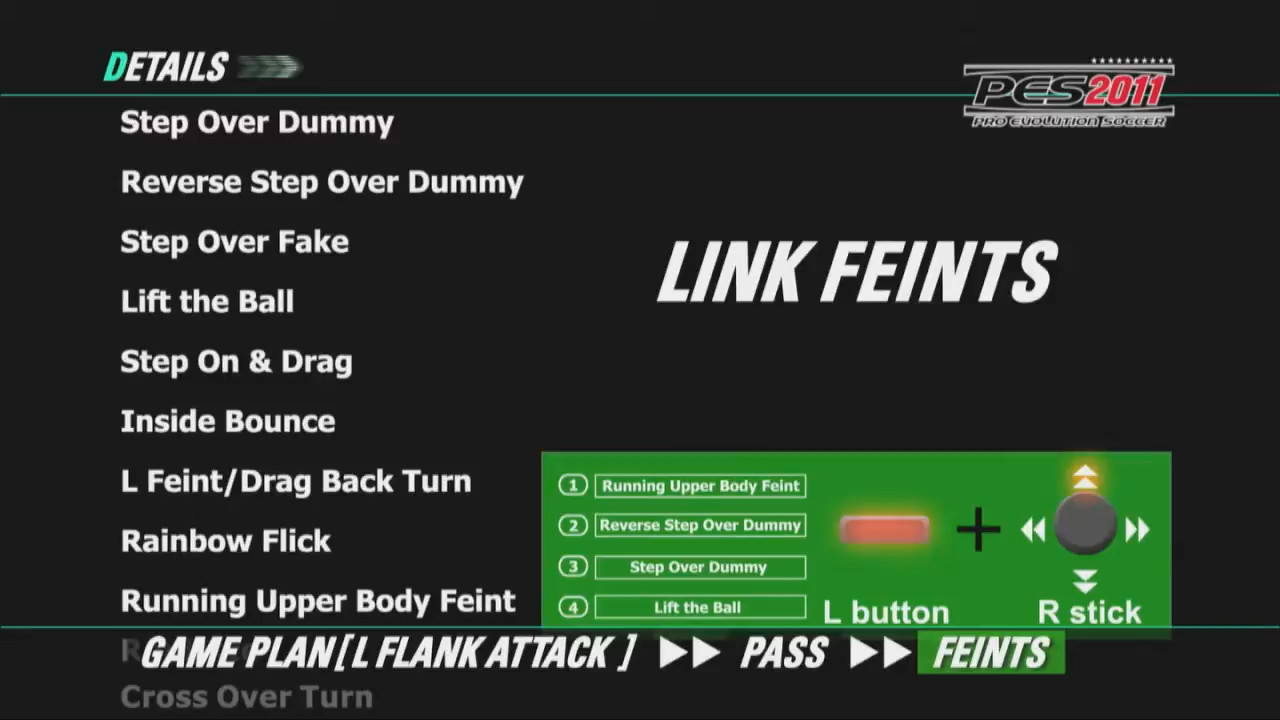 DETAILS
PES2011
PRO EVOLUTION SOCCER
Step Over Dummy
Reverse Step Over Dummy
Step Over Fake
Lift the Ball
Step On & Drag
Inside Bounce
L Feint/Drag Back Turn
Rainbow Flick
Running Upper Body Feint
LINK FEINTS
1 Running Upper Body Feint
2 Reverse Step Over Dummy
3 Step Over Dummy
4 Lift the Ball
+
L button
R stick
GAME PLAN[L FLANK ATTACK ] PASS FEINTS
Cross Over Turn